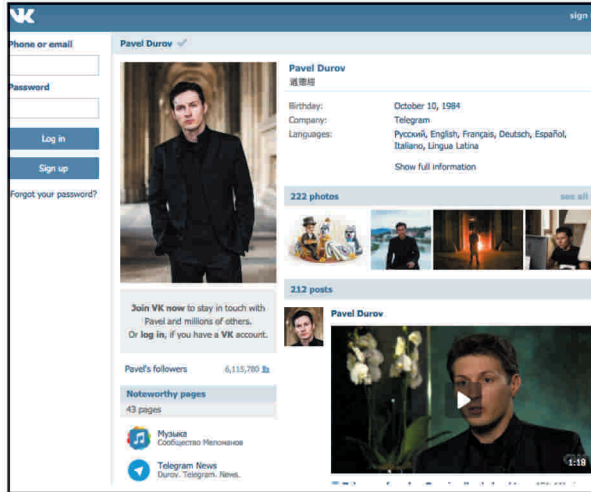 VK
sign
Phone or email
Password
Log in
Sign up
Forgot your password?
Pavel Durov
Pavel Durov
道德經
Birthday: October 10, 1984
Company: Telegram
Languages: Русский, English, Français, Deutsch, Español,
Italiano, Lingua Latina
Show full information
222 photos see all
212 posts
Join VK now to stay in touch with
Pavel and millions of others.
Or log in, if you have a VK account.
Pavel's followers 6,115,780
Noteworthy pages
43 pages
Музыка
Сообщество Меломанов
Telegram News
Durov. Telegram. News.
Pavel Durov
1:18